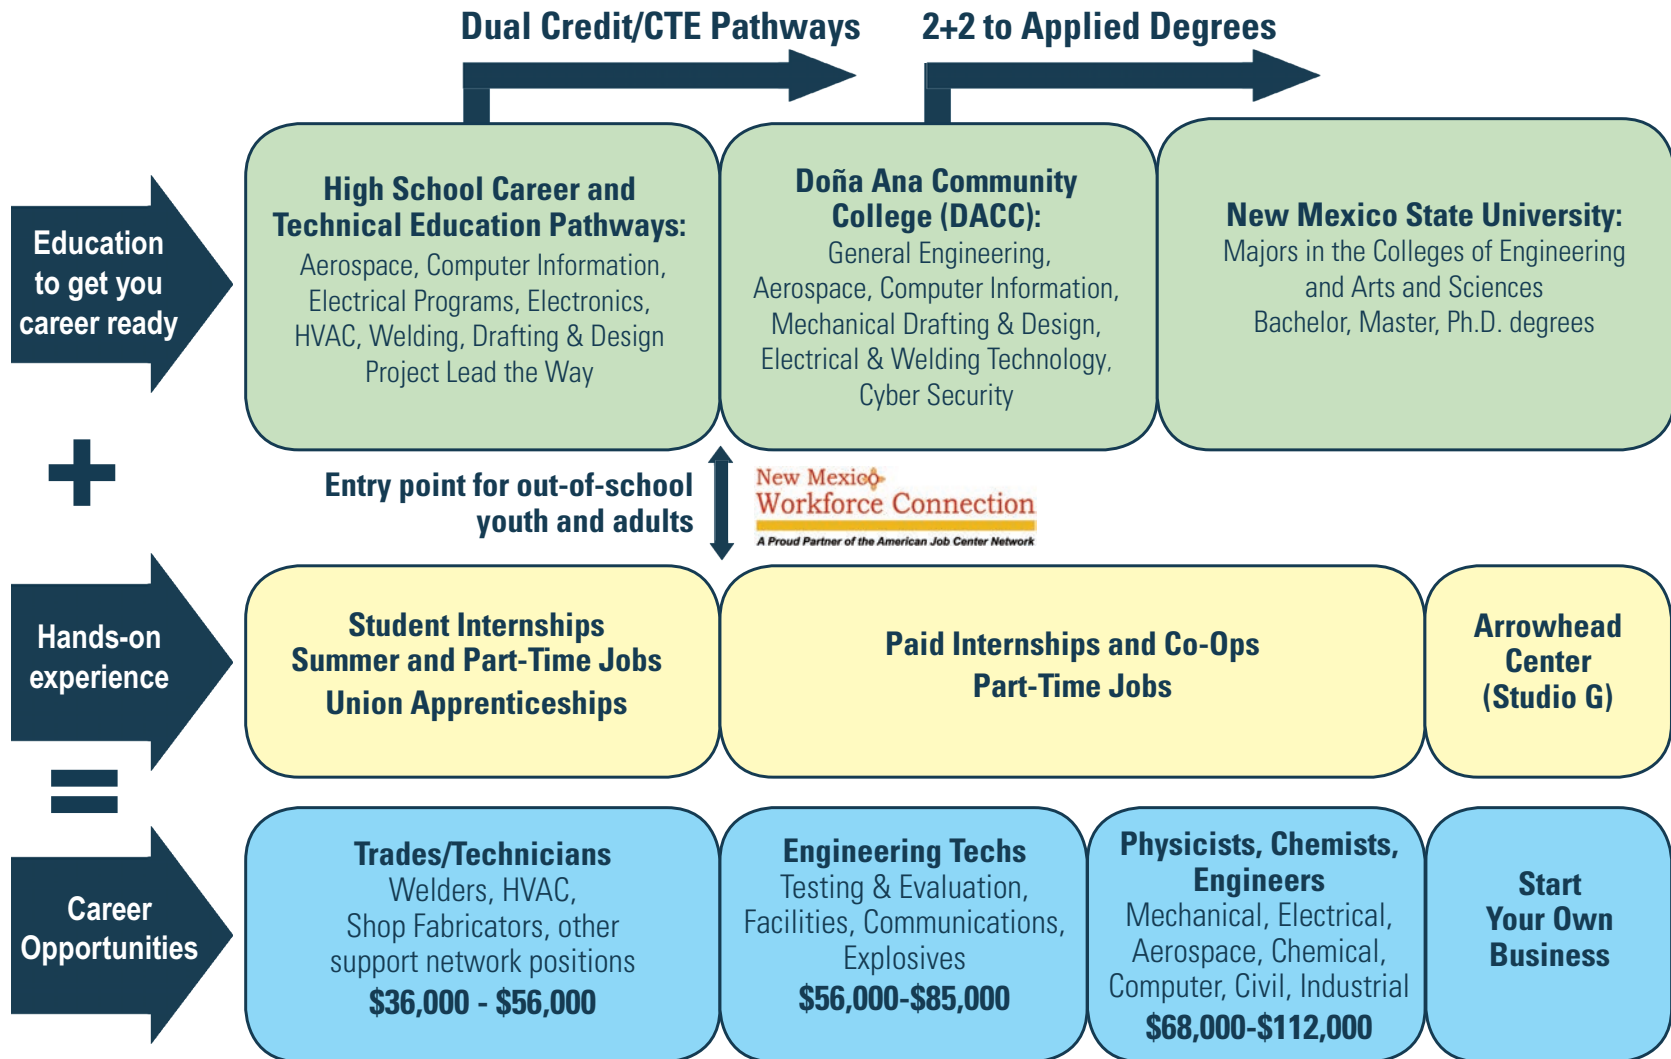 Dual Credit/CTE Pathways
2+2 to Applied Degrees
Education
to get you
career ready
High School Career and
Technical Education Pathways:
Aerospace, Computer Information,
Electrical Programs, Electronics,
HVAC, Welding, Drafting & Design
Project Lead the Way
Doña Ana Community
College (DACC):
General Engineering,
Aerospace, Computer Information,
Mechanical Drafting & Design,
Electrical & Welding Technology,
Cyber Security
New Mexico State University:
Majors in the Colleges of Engineering
and Arts and Sciences
Bachelor, Master, Ph.D. degrees
+
Entry point for out-of-school
youth and adults
New Mexico
Workforce Connection
A Proud Partner of the American Job Center Network
Hands-on
experience
Student Internships
Summer and Part-Time Jobs
Union Apprenticeships
Paid Internships and Co-Ops
Part-Time Jobs
Arrowhead
Center
(Studio G)
=
Career
Opportunities
Trades/Technicians
Welders, HVAC,
Shop Fabricators, other
support network positions
$36,000 - $56,000
Engineering Techs
Testing & Evaluation,
Facilities, Communications,
Explosives
$56,000-$85,000
Physicists, Chemists,
Engineers
Mechanical, Electrical,
Aerospace, Chemical,
Computer, Civil, Industrial
$68,000-$112,000
Start
Your Own
Business